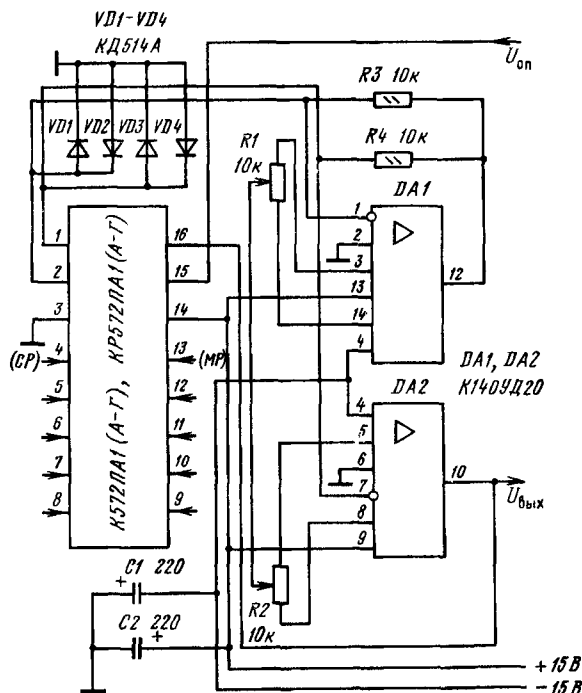 VD1-VD4
КД514А
Uоп
R3 10к
VD1 VD2 VD3 VD4
R1
10к
R4 10к
DA1
1
2
3
13
14
4
12
К572ПА1(А-Г), КР572ПА1(А-Г)
1
2
3
(СР) 4
5
6
7
8
16
15
14
13 (МР)
12
11
10
9
DA1, DA2
К140УД20
DA2
4
5
6
7
8
9
10
Uвых
C1 220
+
C2 220
+
R2
10к
+15В
-15В